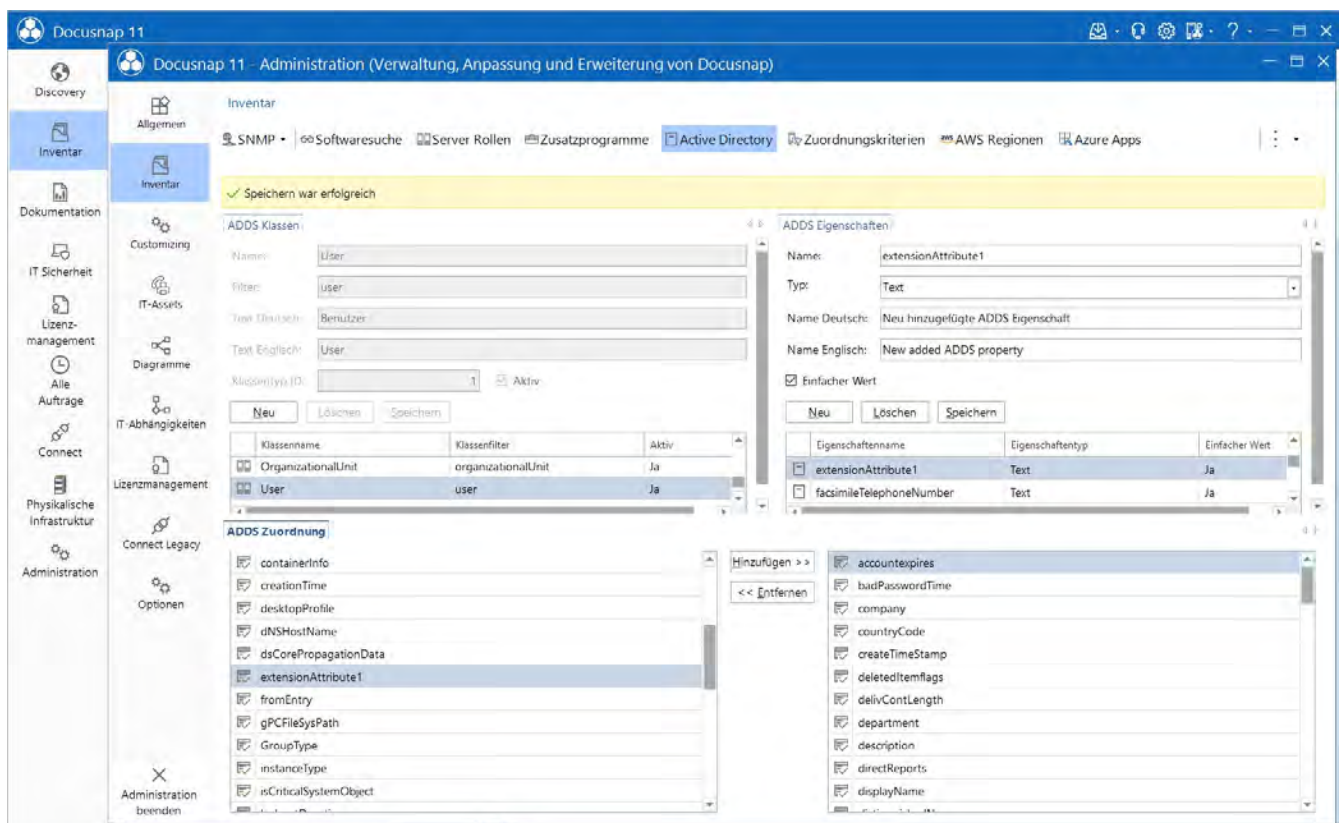 Docusnap 11
Docusnap 11 - Administration (Verwaltung, Anpassung und Erweiterung von Docusnap)
Discovery
Inventar
Dokumentation
IT Sicherheit
Lizenz-
management
Alle
Aufträge
Connect
Physikalische
Infrastruktur
Administration
Allgemein
Inventar
Customizing
IT-Assets
Diagramme
IT-Abhängigkeiten
Lizenzmanagement
Connect Legacy
Optionen
Administration
beenden
Inventar
SNMP Softwaresuche Server Rollen Zusatzprogramme Active Directory Zuordnungskriterien AWS Regionen Azure Apps
Speichern war erfolgreich
ADDS Klassen
Name: User
Filter: user
Text Deutsch: Benutzer
Text Englisch: User
Klassentyp ID: 1 Aktiv
Neu Löschen Speichern
Klassenname Klassenfilter Aktiv
OrganizationalUnit organizationalUnit Ja
User user Ja
ADDS Eigenschaften
Name: extensionAttribute1
Typ: Text
Name Deutsch: Neu hinzugefügte ADDS Eigenschaft
Name Englisch: New added ADDS property
Einfacher Wert
Neu Löschen Speichern
Eigenschaftenname Eigenschaftentyp Einfacher Wert
extensionAttribute1 Text Ja
facsimileTelephoneNumber Text Ja
ADDS Zuordnung
containerInfo
creationTime
desktopProfile
dNSHostName
dsCorePropagationData
extensionAttribute1
fromEntry
gPCFileSysPath
GroupType
instanceType
isCriticalSystemObject
Hinzufügen >>
<< Entfernen
accountexpires
badPasswordTime
company
countryCode
createTimeStamp
deletedItemflags
delivContLength
department
description
directReports
displayName